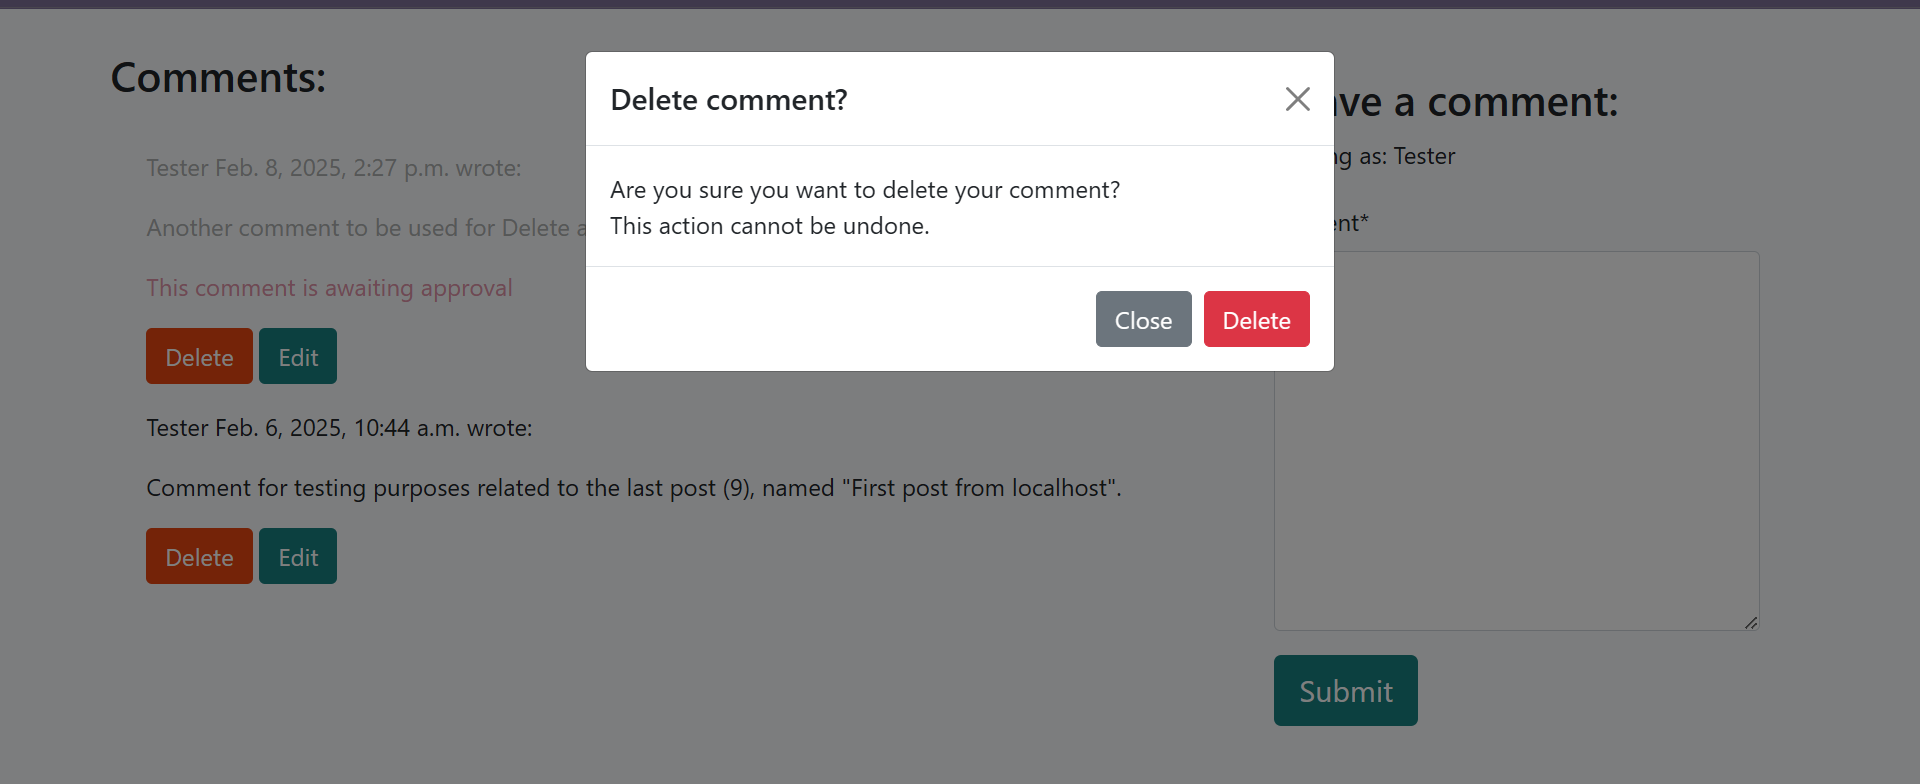 Comments:
Tester Feb. 8, 2025, 2:27 p.m. wrote:
Another comment to be used for Delete
This comment is awaiting approval
Delete Edit
Tester Feb. 6, 2025, 10:44 a.m. wrote:
Comment for testing purposes related to the last post (9), named "First post from localhost".
Delete Edit
Delete comment?
Are you sure you want to delete your comment?
This action cannot be undone.
Close Delete
a comment:
as: Tester
Submit